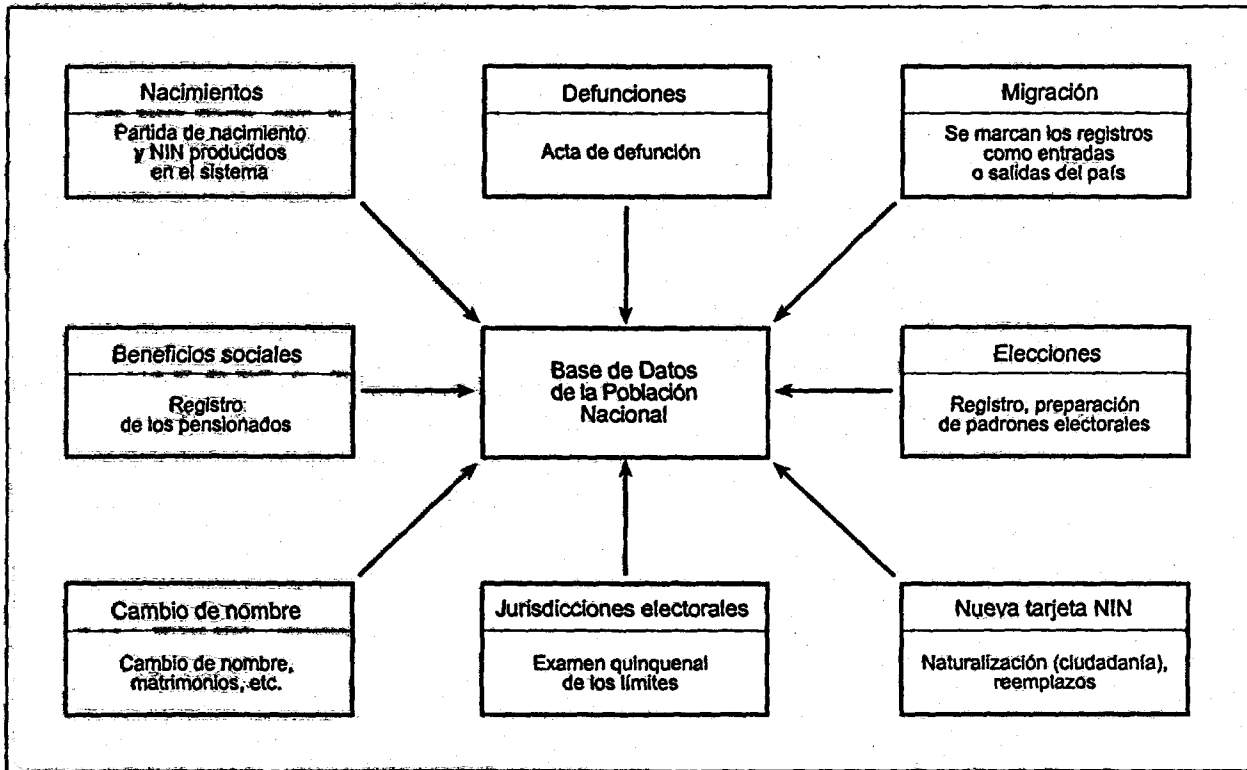 Nacimientos
Partida de nacimiento
y NIN producidos
en el sistema
Defunciones
Acta de defunción
Migración
Se marcan los registros
como entradas
o salidas del país
Beneficios sociales
Registro
de los pensionados
Base de Datos
de la Población
Nacional
Elecciones
Registro, preparación
de padrones electorales
Cambio de nombre
Cambio de nombre,
matrimonios, etc.
Jurisdicciones electorales
Examen quinquenal
de los límites
Nueva tarjeta NIN
Naturalización (ciudadanía),
reemplazos